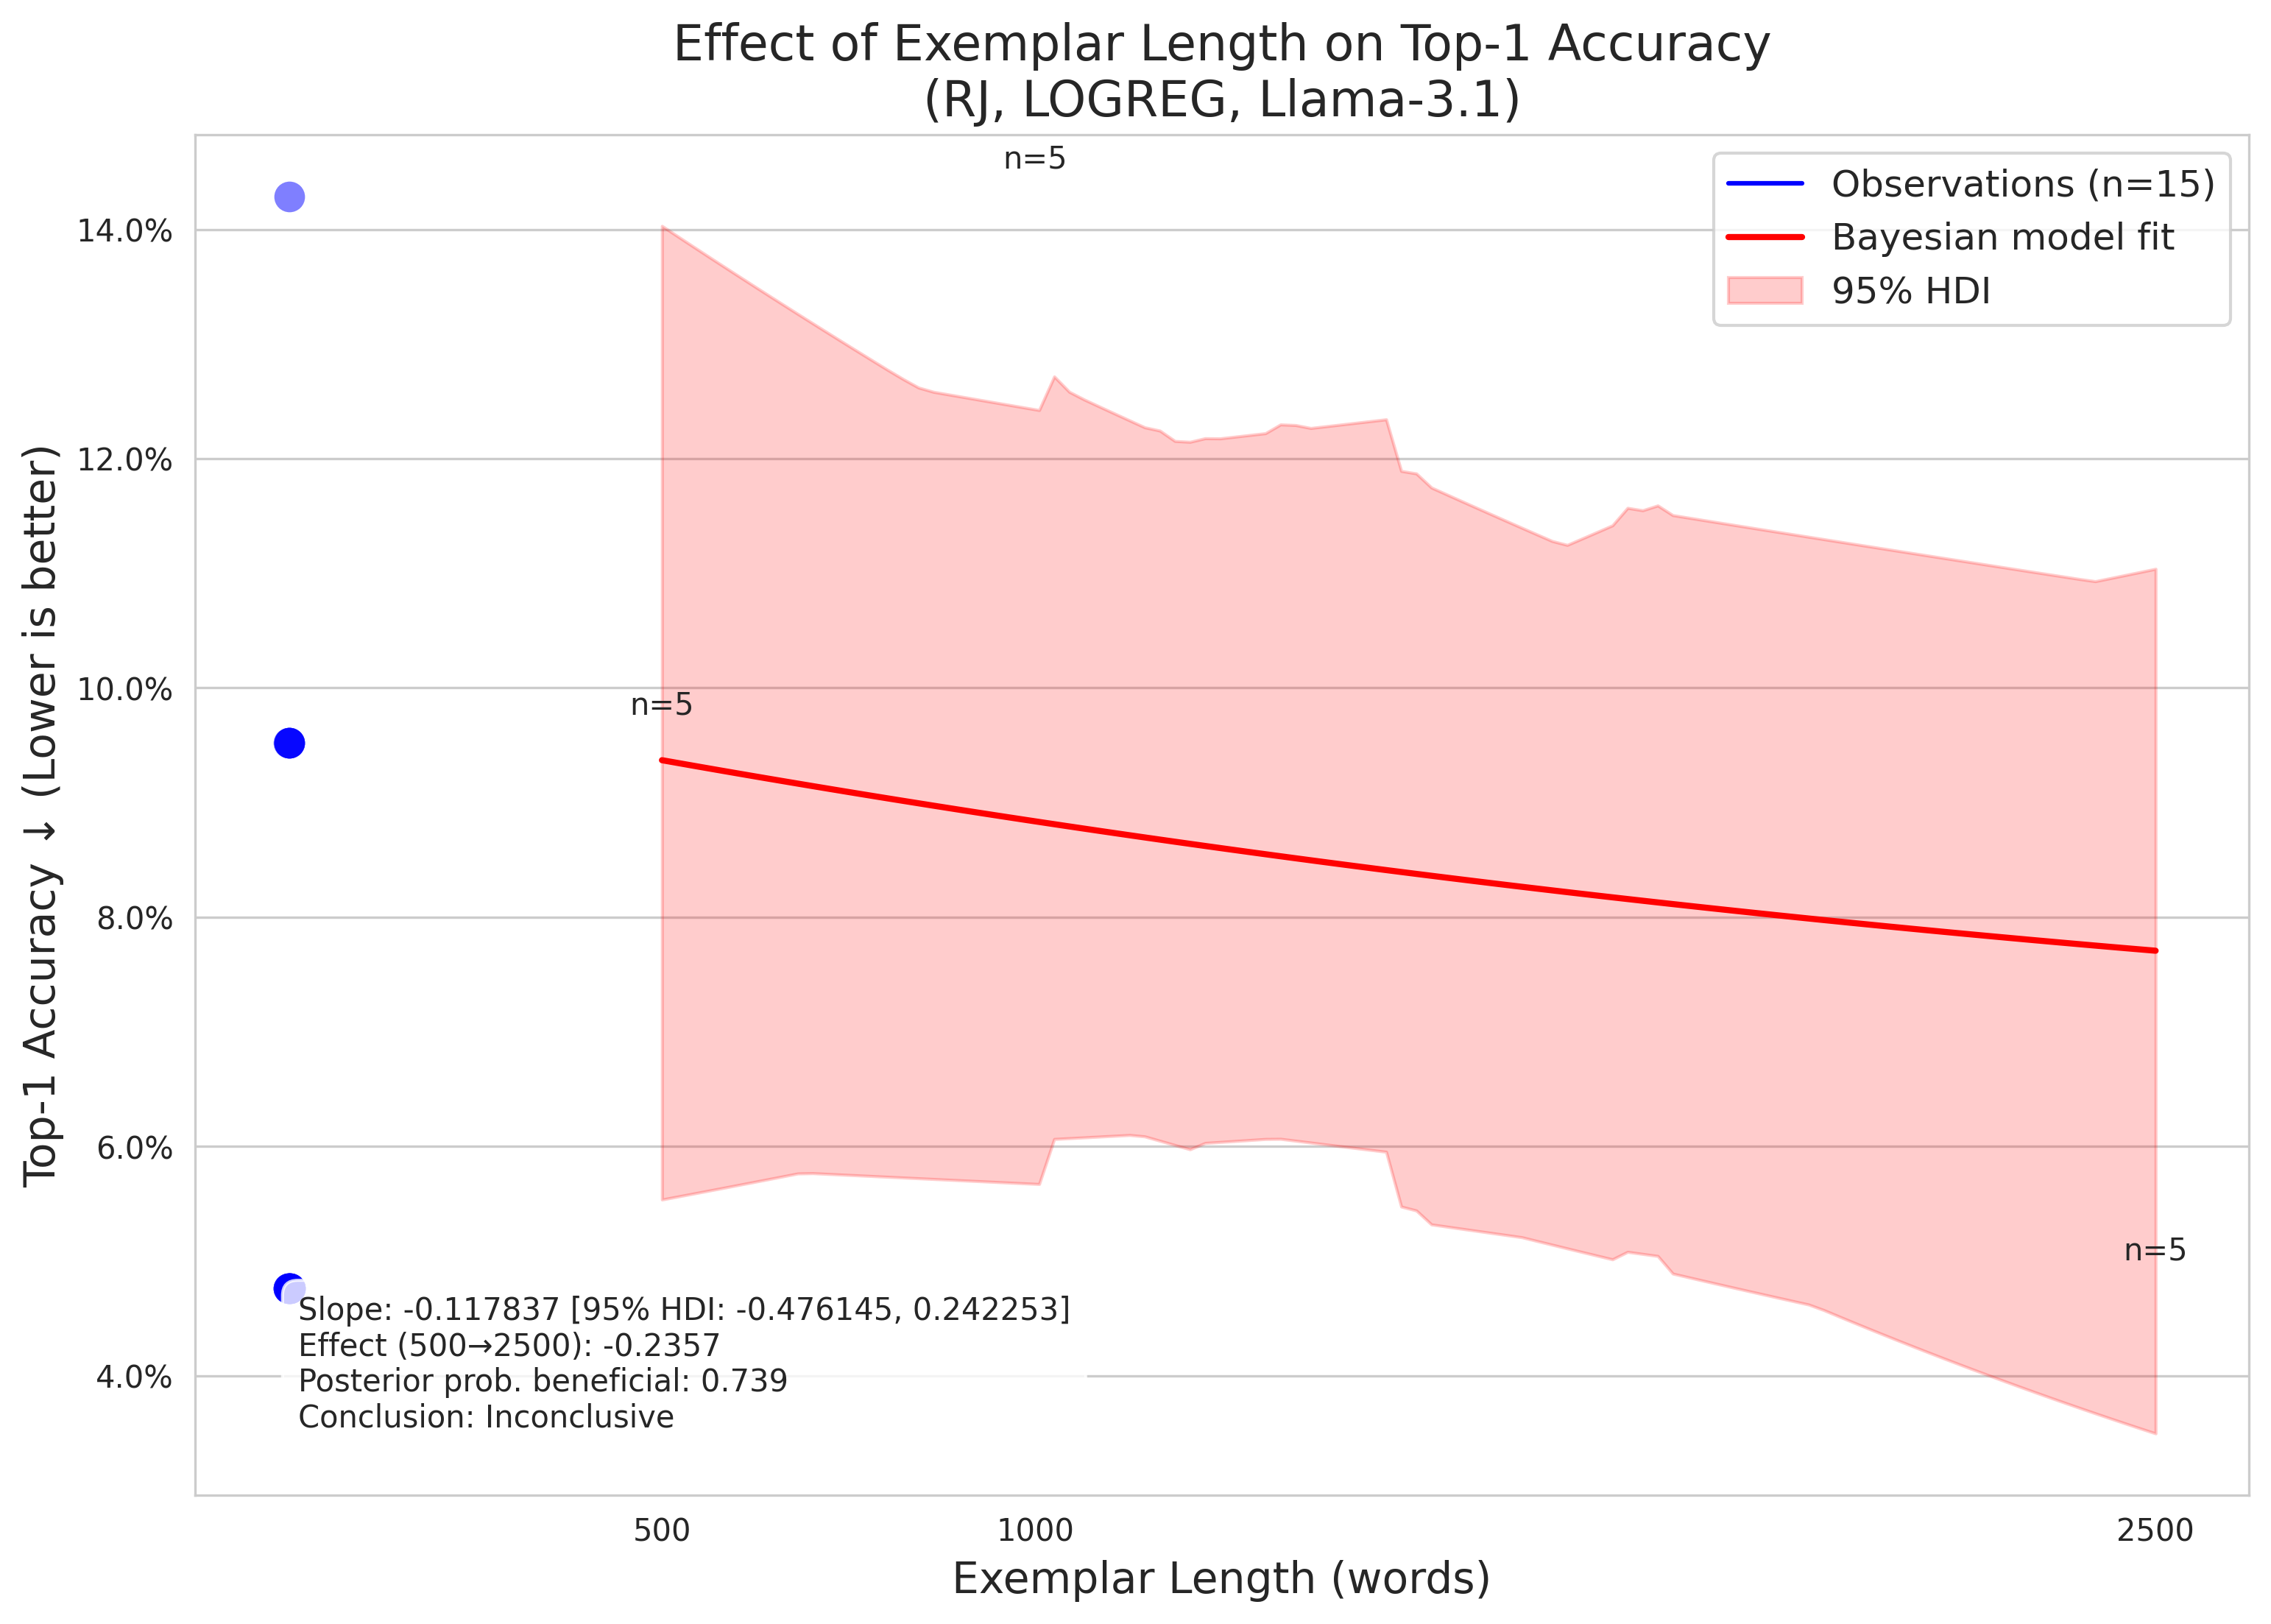 Effect of Exemplar Length on Top-1 Accuracy
(RJ, LOGREG, Llama-3.1)
n=5
Observations (n=15)
Bayesian model fit
95% HDI
14.0%
12.0%
10.0%
8.0%
6.0%
4.0%
Top-1 Accuracy ↓ (Lower is better)
n=5
n=5
Slope: -0.117837 [95% HDI: -0.476145, 0.242253]
Effect (500→2500): -0.2357
Posterior prob. beneficial: 0.739
Conclusion: Inconclusive
500
1000
2500
Exemplar Length (words)